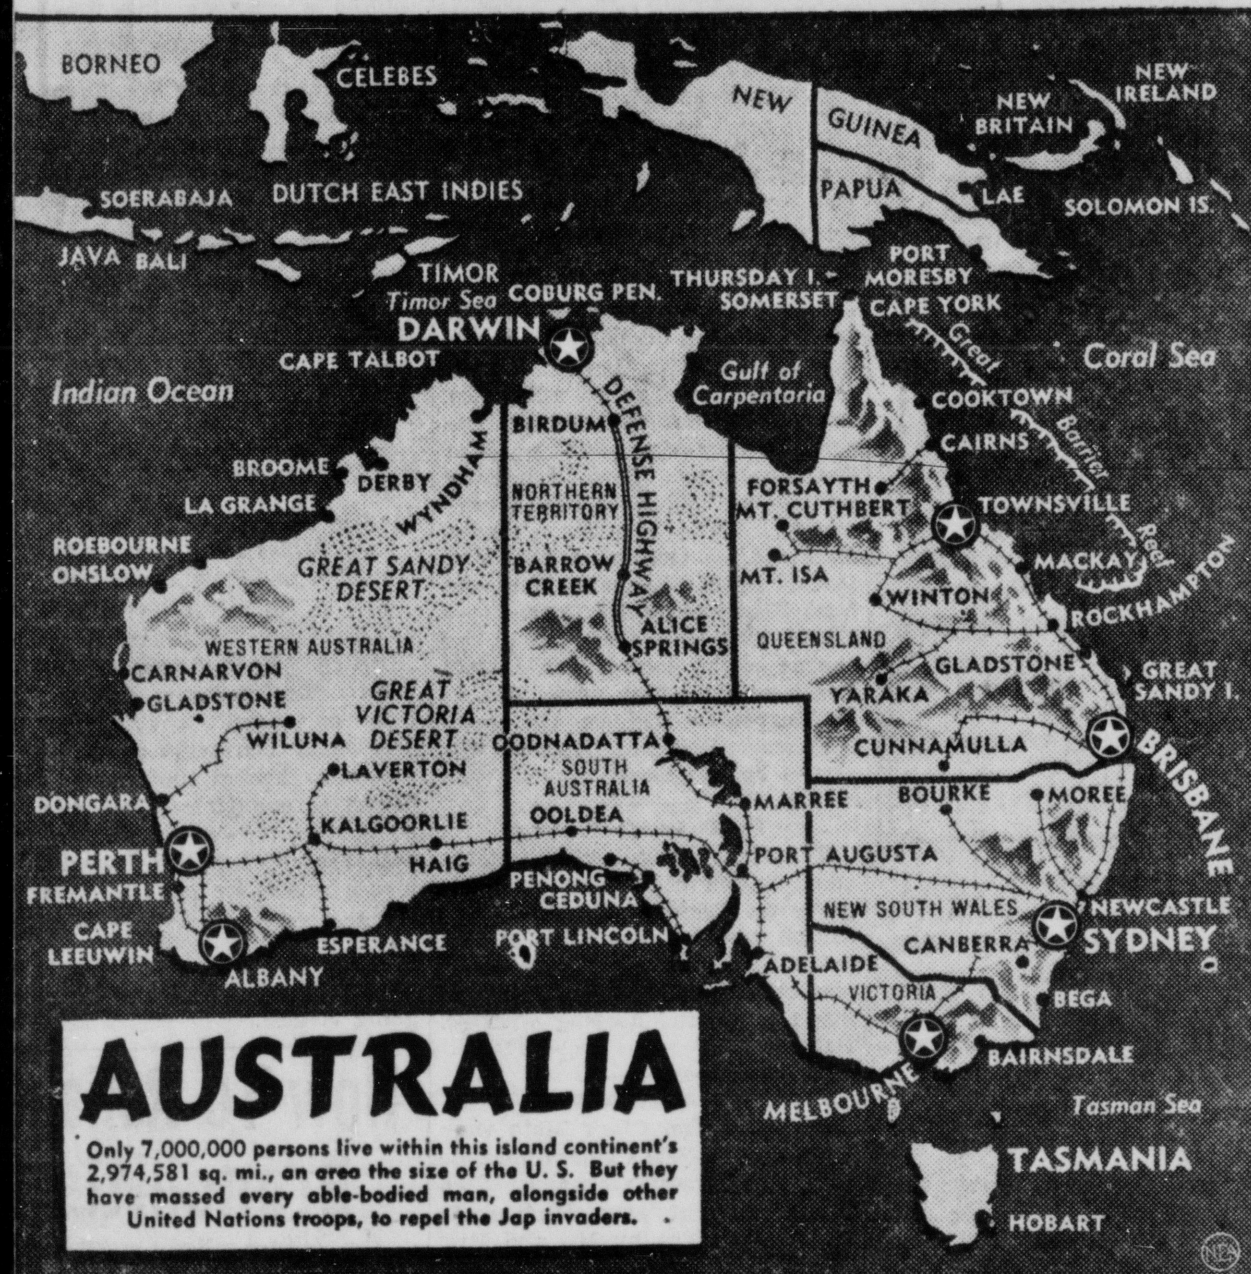 BORNEO
CELEBES
NEW
GUINEA
NEW
BRITAIN
NEW
IRELAND
SOERABAJA
DUTCH EAST INDIES
PAPUA
LAE
SOLOMON IS.
JAVA
BALI
TIMOR
Timor Sea
COBURG PEN.
THURSDAY I.
SOMERSET
PORT
MORESBY
CAPE YORK
DARWIN
CAPE TALBOT
Indian Ocean
Gulf of
Carpentaria
Great
Barrier
Reef
Coral Sea
COOKTOWN
CAIRNS
BIRDUM
DEFENSE HIGHWAY
BROOME
DERBY
LA GRANGE
WYNDHAM
NORTHERN
TERRITORY
FORSAYTH
MT. CUTHBERT
TOWNSVILLE
ROEBOURNE
ONSLOW
GREAT SANDY
DESERT
BARROW
CREEK
MT. ISA
MACKAY
WINTON
ROCKHAMPTON
WESTERN AUSTRALIA
ALICE
SPRINGS
QUEENSLAND
GLADSTONE
GREAT
SANDY I.
CARNARVON
GLADSTONE
GREAT
VICTORIA
DESERT
YARAKA
WILUNA
OODNADATTA
CUNNAMULLA
BRISBANE
LAVERTON
SOUTH
AUSTRALIA
DONGARA
MARREE
BOURKE
MOREE
KALGOORLIE
OOLDEA
PERTH
HAIG
PORT AUGUSTA
FREMANTLE
PENONG
CEDUNA
NEW SOUTH WALES
NEWCASTLE
CAPE
LEEUWIN
ESPERANCE
PORT LINCOLN
CANBERRA
SYDNEY
ALBANY
ADELAIDE
VICTORIA
BEGA
BAIRNSDALE
MELBOURNE
Tasman Sea
TASMANIA
HOBART
AUSTRALIA
Only 7,000,000 persons live within this island continent's
2,974,581 sq. mi., an area the size of the U. S. But they
have massed every able-bodied man, alongside other
United Nations troops, to repel the Jap invaders.
NEA